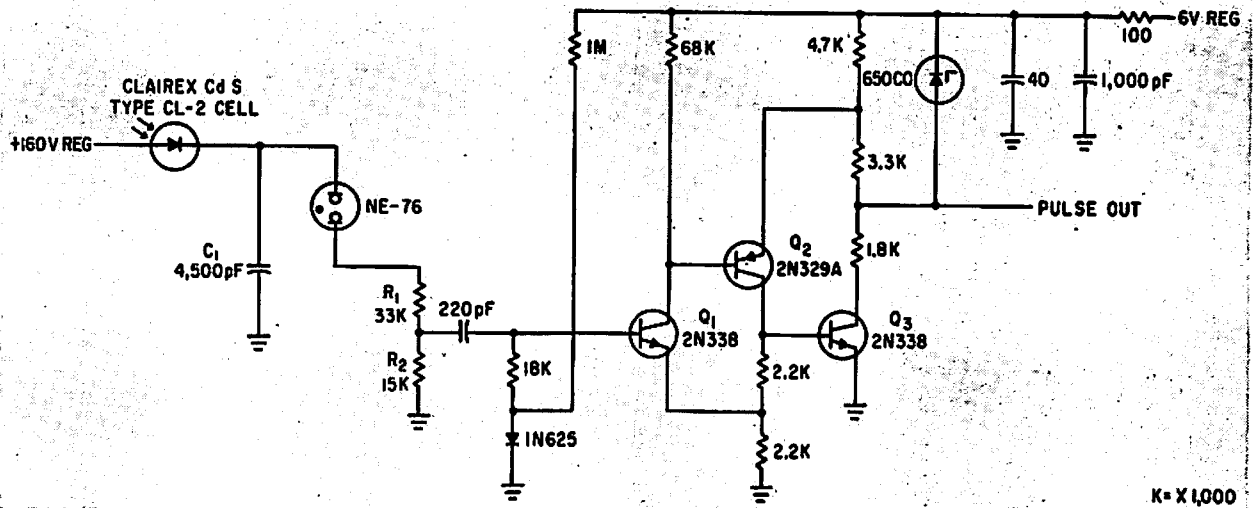 CLAIREX Cd S
TYPE CL-2 CELL
+160V REG
C1
4,500pF
NE-76
R1
33K
R2
15K
220pF
18K
1N625
1M
68K
Q1
2N338
Q2
2N329A
2.2K
2.2K
4.7K
3.3K
1.8K
Q3
2N338
650C0
PULSE OUT
40
1,000pF
100
6V REG
K= X 1,000